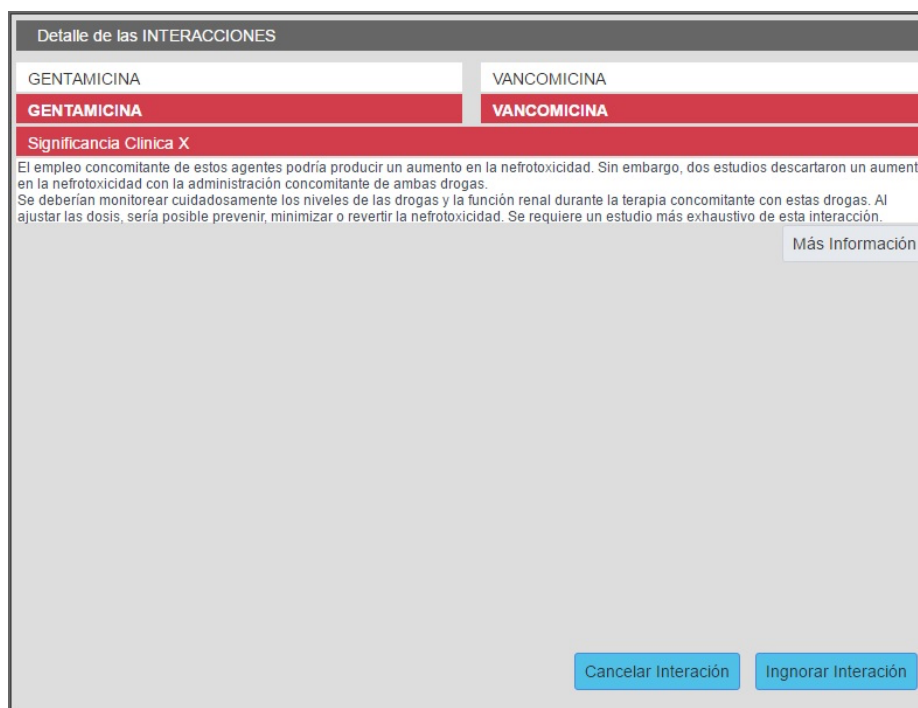 Detalle de las INTERACCIONES
GENTAMICINA VANCOMICINA
GENTAMICINA VANCOMICINA
Significancia Clinica X
El empleo concomitante de estos agentes podría producir un aumento en la nefrotoxicidad. Sin embargo, dos estudios descartaron un aument
en la nefrotoxicidad con la administración concomitante de ambas drogas.
Se deberían monitorear cuidadosamente los niveles de las drogas y la función renal durante la terapia concomitante con estas drogas. Al
ajustar las dosis, sería posible prevenir, minimizar o revertir la nefrotoxicidad. Se requiere un estudio más exhaustivo de esta interacción.
Más Información
Cancelar Interación Ingnorar Interación